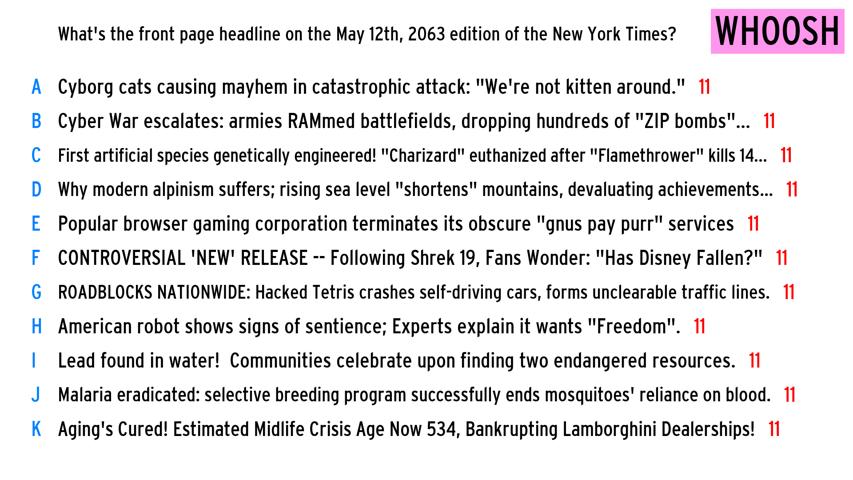 What's the front page headline on the May 12th, 2063 edition of the New York Times? WHOOSH
A Cyborg cats causing mayhem in catastrophic attack: "We're not kitten around." 11
B Cyber War escalates: armies RAMmed battlefields, dropping hundreds of "ZIP bombs"... 11
C First artificial species genetically engineered! "Charizard" euthanized after "Flamethrower" kills 14... 11
D Why modern alpinism suffers; rising sea level "shortens" mountains, devaluating achievements... 11
E Popular browser gaming corporation terminates its obscure "gnus pay purr" services 11
F CONTROVERSIAL 'NEW' RELEASE -- Following Shrek 19, Fans Wonder: "Has Disney Fallen?" 11
G ROADBLOCKS NATIONWIDE: Hacked Tetris crashes self-driving cars, forms unclearable traffic lines. 11
H American robot shows signs of sentience; Experts explain it wants "Freedom". 11
I Lead found in water!  Communities celebrate upon finding two endangered resources. 11
J Malaria eradicated: selective breeding program successfully ends mosquitoes' reliance on blood. 11
K Aging's Cured! Estimated Midlife Crisis Age Now 534, Bankrupting Lamborghini Dealerships! 11